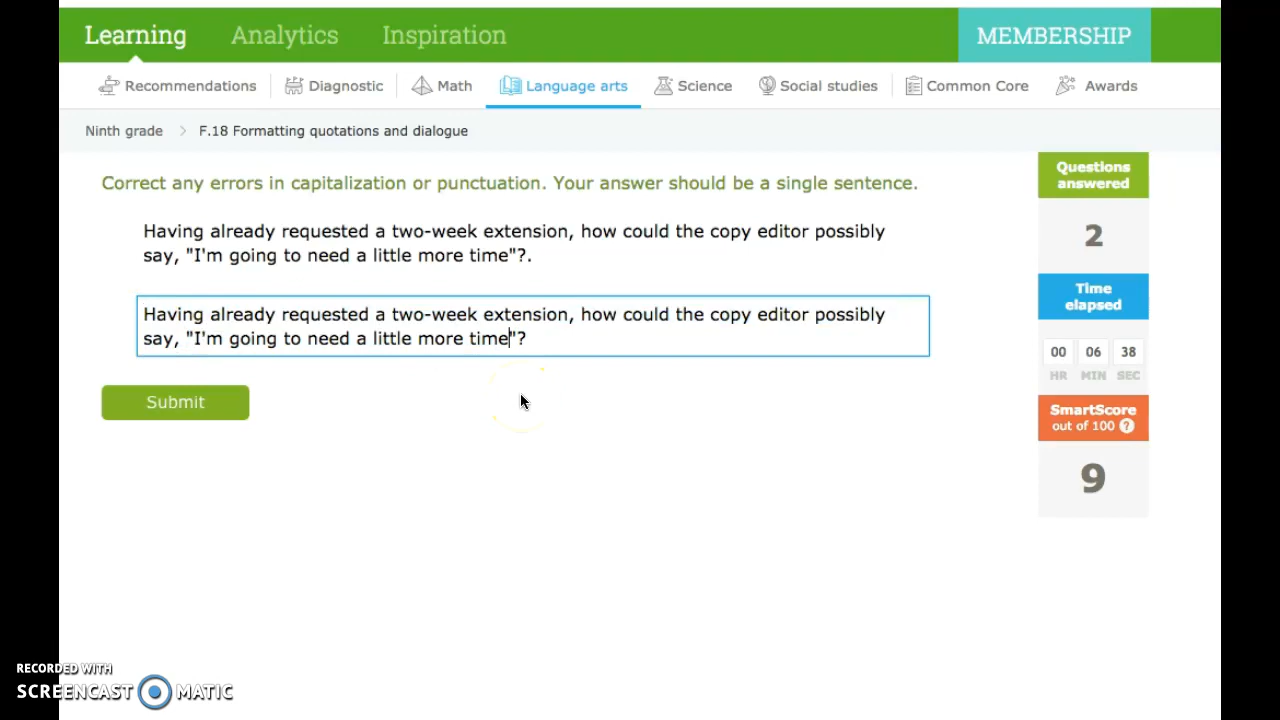 Learning Analytics Inspiration MEMBERSHIP
Recommendations Diagnostic Math Language arts Science Social studies Common Core Awards
Ninth grade > F.18 Formatting quotations and dialogue
Correct any errors in capitalization or punctuation. Your answer should be a single sentence.
Having already requested a two-week extension, how could the copy editor possibly
say, "I'm going to need a little more time"?.
Having already requested a two-week extension, how could the copy editor possibly
say, "I'm going to need a little more time"?
Submit
Questions
answered
2
Time
elapsed
00 06 38
HR MIN SEC
SmartScore
out of 100 ?
9
RECORDED WITH
SCREENCAST MATIC